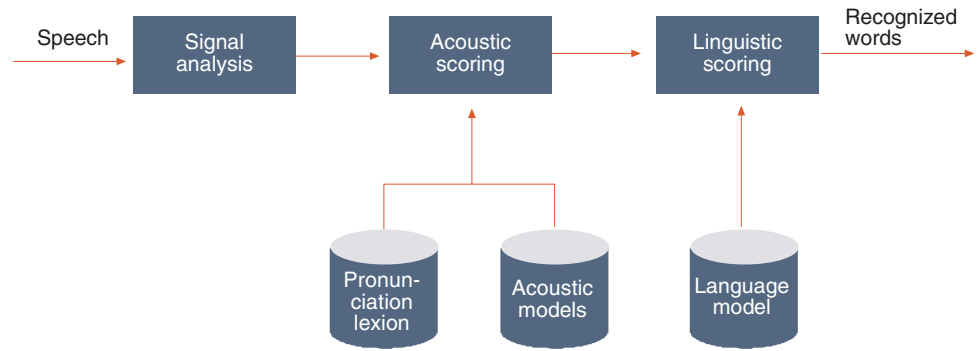 Speech
Signal
analysis
Acoustic
scoring
Linguistic
scoring
Recognized
words
Pronun-
ciation
lexion
Acoustic
models
Language
model